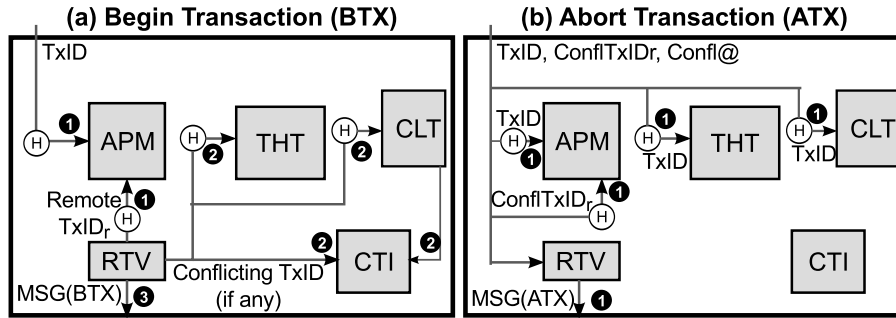 (a) Begin Transaction (BTX)
TxID
H
1
APM
H
2
THT
H
2
CLT
Remote
1
TxIDr
H
RTV
2
CTI
2
Conflicting TxID
(if any)
MSG(BTX)
3
(b) Abort Transaction (ATX)
TxID, ConflTxIDr, Confl@
TxID
H
1
APM
H
1
TxID
THT
H
1
TxID
CLT
ConflTxIDr
1
H
RTV
CTI
MSG(ATX)
1